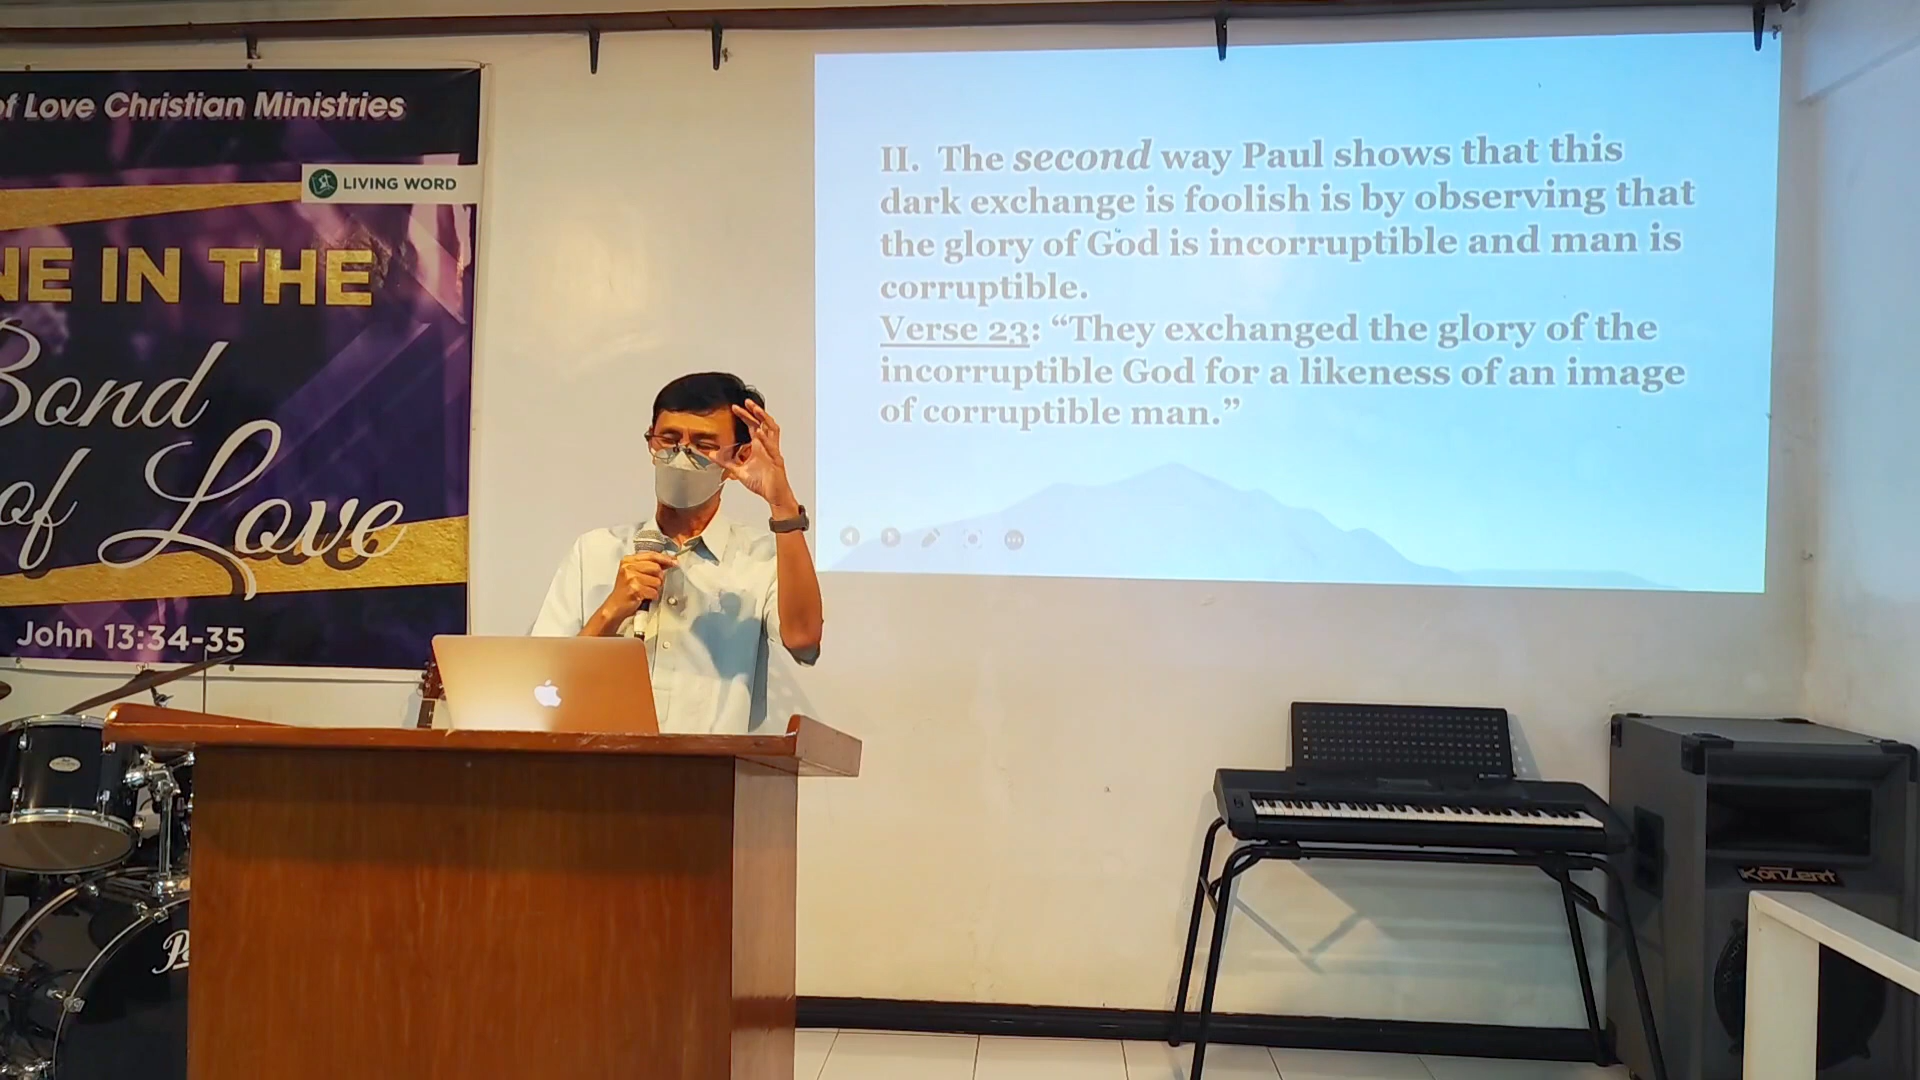 of Love Christian Ministries
LIVING WORD
NE IN THE
Bond
of Love
John 13:34-35
II. The second way Paul shows that this
dark exchange is foolish is by observing that
the glory of God is incorruptible and man is
corruptible.
Verse 23: “They exchanged the glory of the
incorruptible God for a likeness of an image
of corruptible man.”
KONZERT